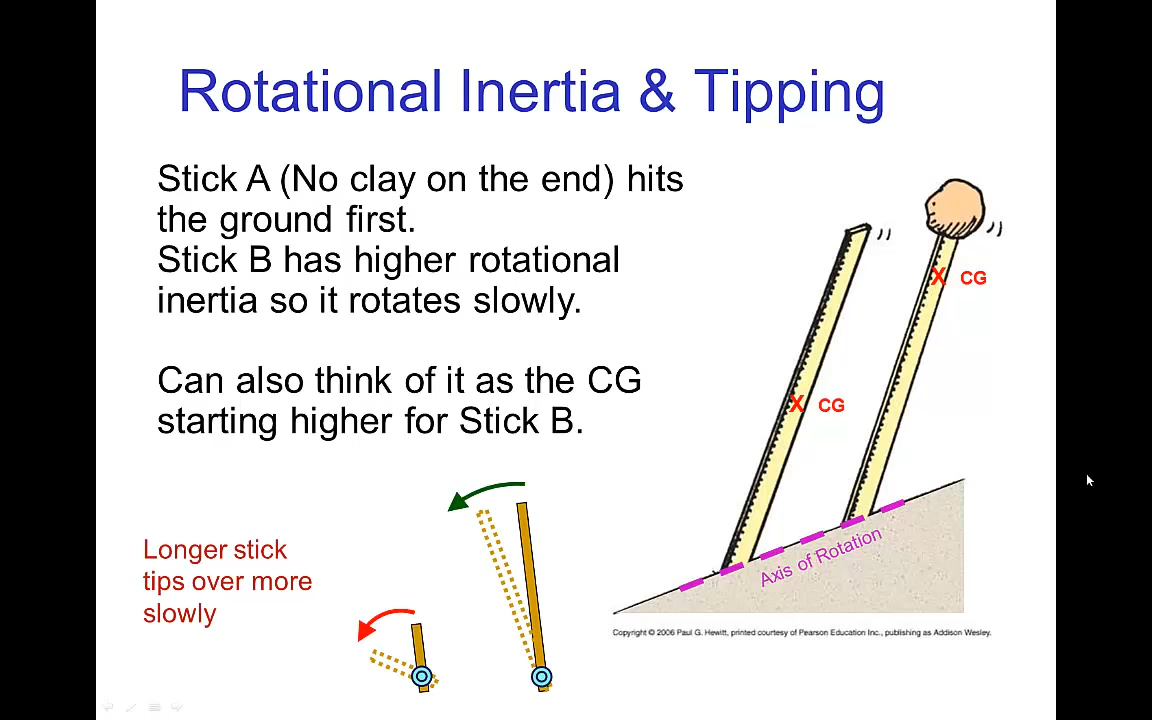 Rotational Inertia & Tipping
Stick A (No clay on the end) hits
the ground first.
Stick B has higher rotational
inertia so it rotates slowly.
Can also think of it as the CG
starting higher for Stick B.
X CG
X CG
Axis of Rotation
Longer stick
tips over more
slowly
Copyright © 2006 Paul G. Hewitt, printed courtesy of Pearson Education Inc., publishing as Addison Wesley.